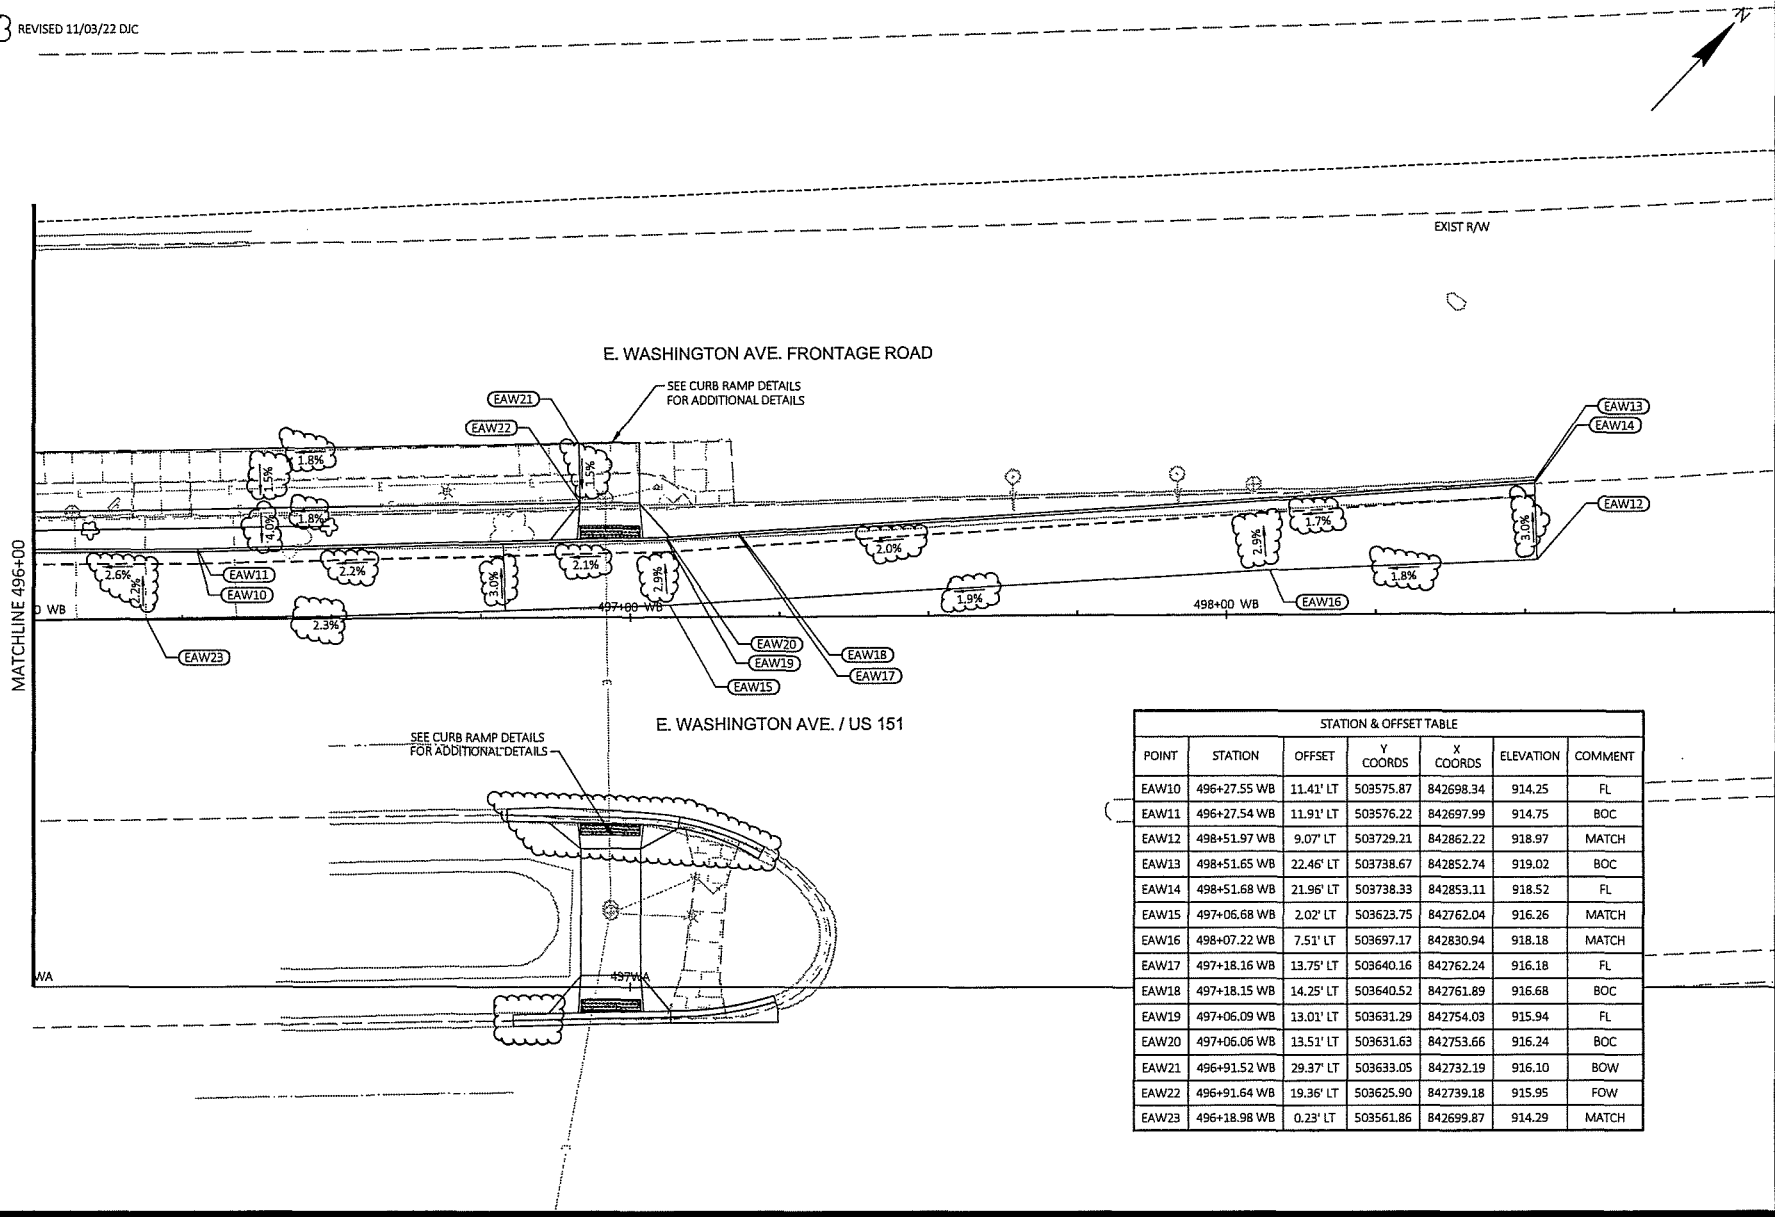 REVISED 11/03/22 DJC
N
EXIST R/W
E. WASHINGTON AVE. FRONTAGE ROAD
SEE CURB RAMP DETAILS
FOR ADDITIONAL DETAILS
EAW21
EAW22
EAW13
EAW14
EAW12
1.8%
1.5%
1.5%
1.8%
4.0%
2.6%
2.2%
2.2%
3.0%
2.1%
2.9%
2.0%
2.9%
1.7%
3.0%
1.8%
1.9%
2.3%
EAW11
EAW10
MATCHLINE 496+00
0 WB
497+00 WB
498+00 WB
EAW16
EAW23
EAW20
EAW19
EAW15
EAW18
EAW17
E. WASHINGTON AVE. / US 151
SEE CURB RAMP DETAILS
FOR ADDITIONAL DETAILS
WA
497WA
STATION & OFFSET TABLE
POINT STATION OFFSET Y COORDS X COORDS ELEVATION COMMENT
EAW10 496+27.55 WB 11.41' LT 503575.87 842698.34 914.25 FL
EAW11 496+27.54 WB 11.91' LT 503576.22 842697.99 914.75 BOC
EAW12 498+51.97 WB 9.07' LT 503729.21 842862.22 918.97 MATCH
EAW13 498+51.65 WB 22.46' LT 503738.67 842852.74 919.02 BOC
EAW14 498+51.68 WB 21.96' LT 503738.33 842853.11 918.52 FL
EAW15 497+06.68 WB 2.02' LT 503623.75 842762.04 916.26 MATCH
EAW16 498+07.22 WB 7.51' LT 503697.17 842830.94 918.18 MATCH
EAW17 497+18.16 WB 13.75' LT 503640.16 842762.24 916.18 FL
EAW18 497+18.15 WB 14.25' LT 503640.52 842761.89 916.68 BOC
EAW19 497+06.09 WB 13.01' LT 503631.29 842754.03 915.94 FL
EAW20 497+06.06 WB 13.51' LT 503631.63 842753.66 916.24 BOC
EAW21 496+91.52 WB 29.37' LT 503633.05 842732.19 916.10 BOW
EAW22 496+91.64 WB 19.36' LT 503625.90 842739.18 915.95 FOW
EAW23 496+18.98 WB 0.23' LT 503561.86 842699.87 914.29 MATCH